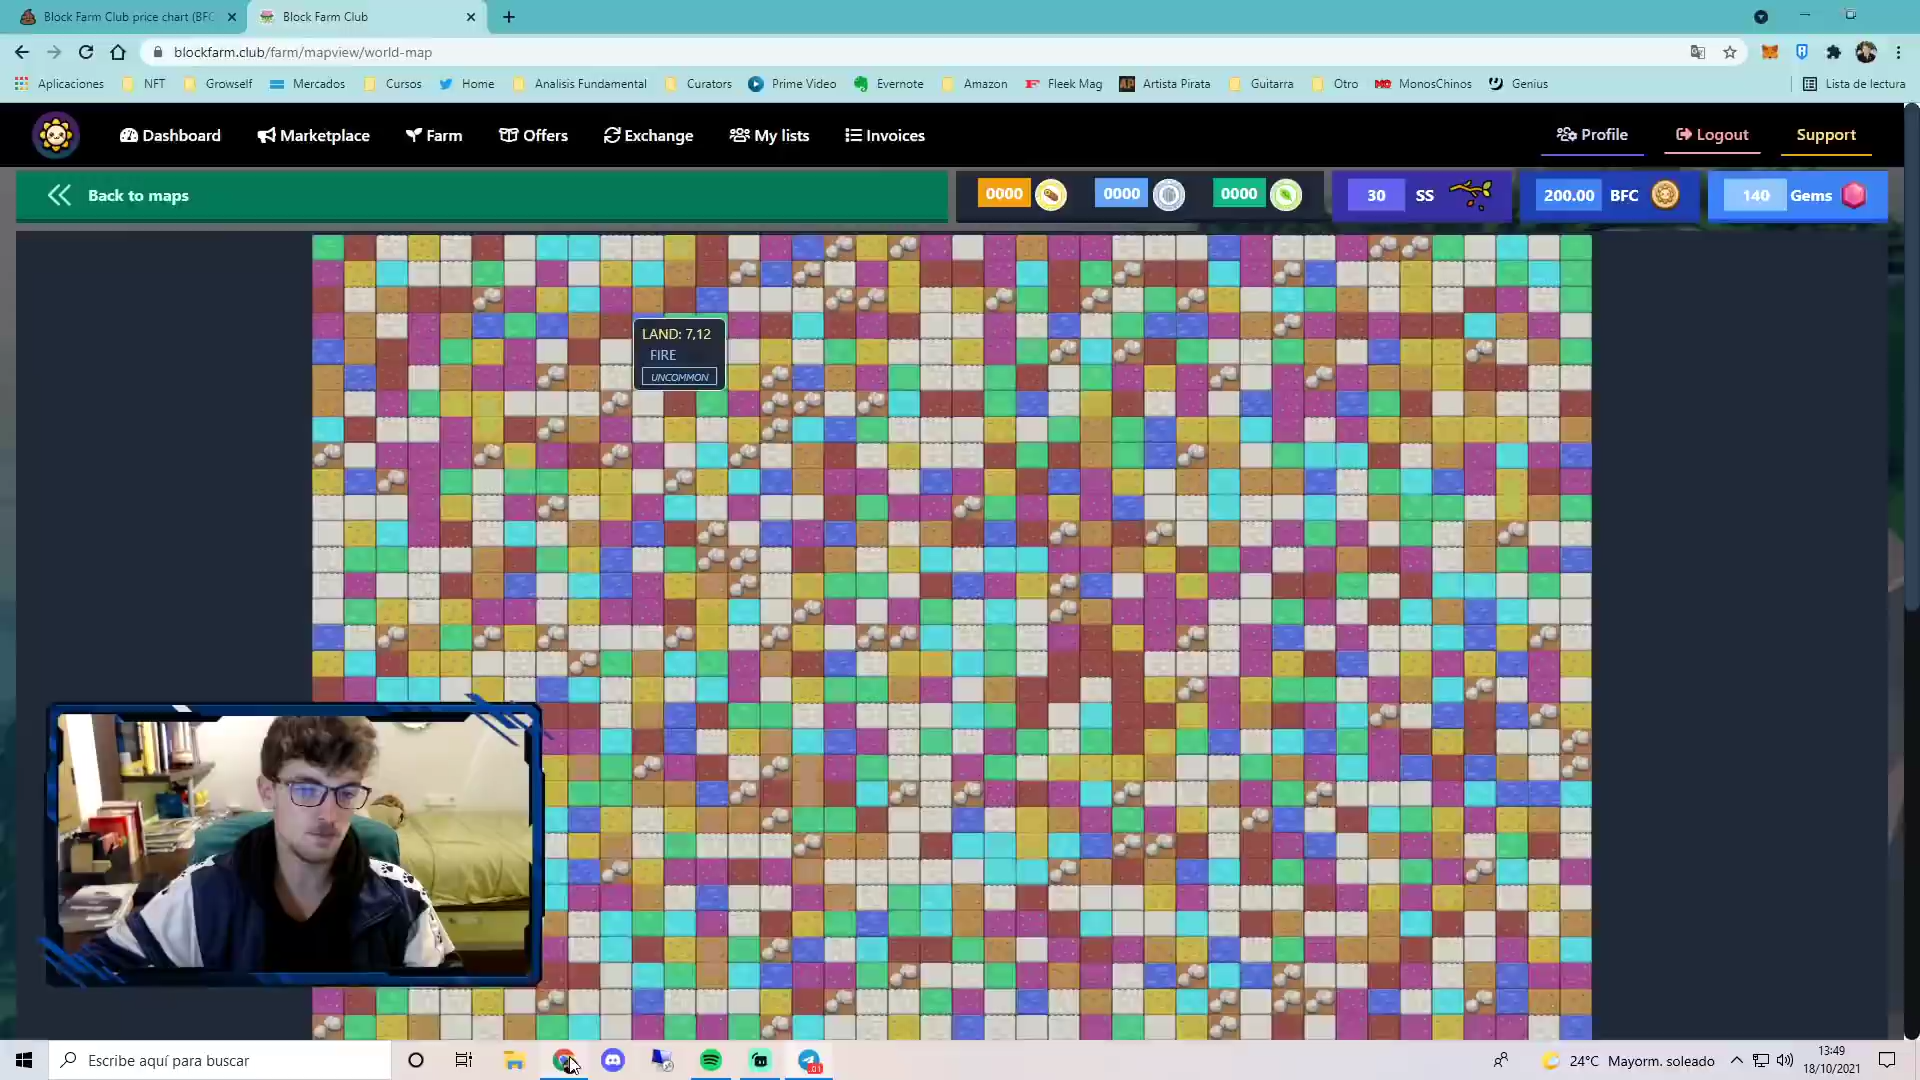 Block Farm Club price chart (BFC
Block Farm Club
blockfarm.club/farm/mapview/world-map
Aplicaciones
NFT
Growself
Mercados
Cursos
Home
Analisis Fundamental
Curators
Prime Video
Evernote
Amazon
Fleek Mag
Artista Pirata
Guitarra
Otro
MonosChinos
Genius
Lista de lectura
Dashboard
Marketplace
Farm
Offers
Exchange
My lists
Invoices
Profile
Logout
Support
Back to maps
0000
0000
0000
30 SS
200.00 BFC
140 Gems
LAND: 7,12
FIRE
UNCOMMON
Escribe aquí para buscar
24°C Mayorm. soleado
13:49
18/10/2021